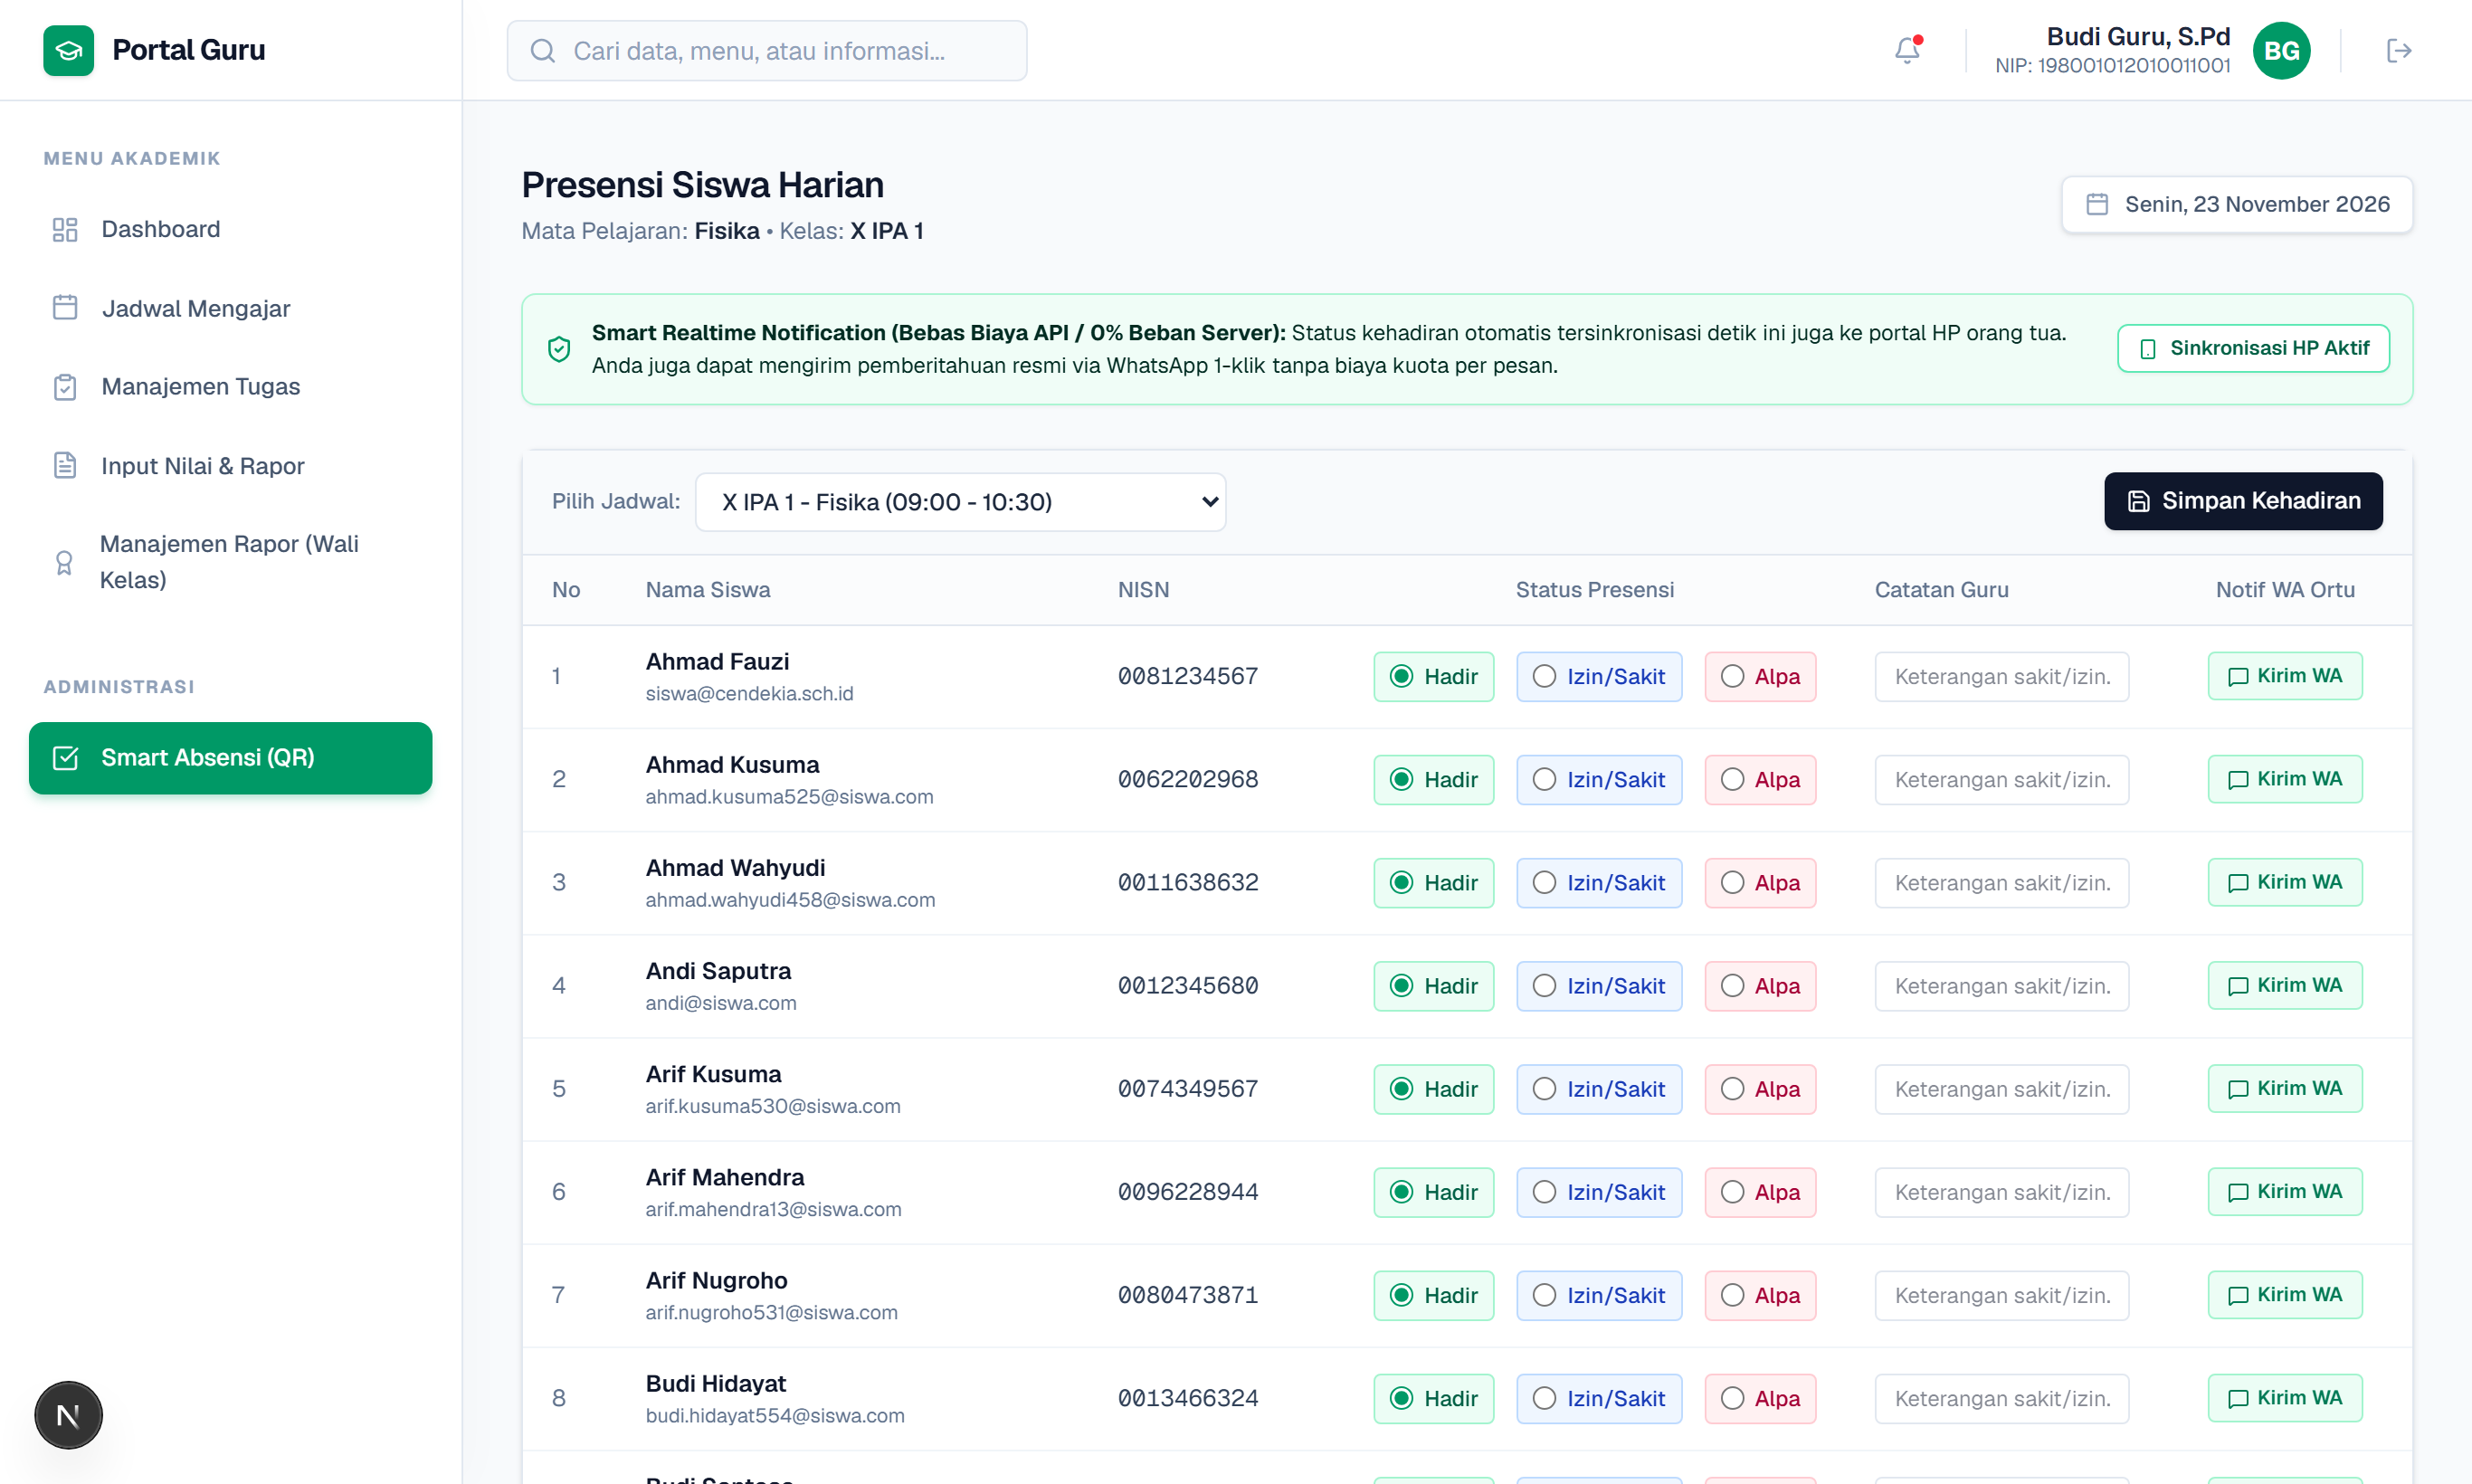 Portal Guru
Cari data, menu, atau informasi...
Budi Guru, S.Pd
NIP: 198001012010011001
BG
MENU AKADEMIK
Dashboard
Jadwal Mengajar
Manajemen Tugas
Input Nilai & Rapor
Manajemen Rapor (Wali
Kelas)
ADMINISTRASI
Smart Absensi (QR)
N
Presensi Siswa Harian
Mata Pelajaran: Fisika • Kelas: X IPA 1
Senin, 23 November 2026
Smart Realtime Notification (Bebas Biaya API / 0% Beban Server): Status kehadiran otomatis tersinkronisasi detik ini juga ke portal HP orang tua.
Anda juga dapat mengirim pemberitahuan resmi via WhatsApp 1-klik tanpa biaya kuota per pesan.
Sinkronisasi HP Aktif
Pilih Jadwal: X IPA 1 - Fisika (09:00 - 10:30)
Simpan Kehadiran
No Nama Siswa NISN Status Presensi Catatan Guru Notif WA Ortu
1 Ahmad Fauzi 0081234567 Hadir Izin/Sakit Alpa Keterangan sakit/izin. Kirim WA
siswa@cendekia.sch.id
2 Ahmad Kusuma 0062202968 Hadir Izin/Sakit Alpa Keterangan sakit/izin. Kirim WA
ahmad.kusuma525@siswa.com
3 Ahmad Wahyudi 0011638632 Hadir Izin/Sakit Alpa Keterangan sakit/izin. Kirim WA
ahmad.wahyudi458@siswa.com
4 Andi Saputra 0012345680 Hadir Izin/Sakit Alpa Keterangan sakit/izin. Kirim WA
andi@siswa.com
5 Arif Kusuma 0074349567 Hadir Izin/Sakit Alpa Keterangan sakit/izin. Kirim WA
arif.kusuma530@siswa.com
6 Arif Mahendra 0096228944 Hadir Izin/Sakit Alpa Keterangan sakit/izin. Kirim WA
arif.mahendra13@siswa.com
7 Arif Nugroho 0080473871 Hadir Izin/Sakit Alpa Keterangan sakit/izin. Kirim WA
arif.nugroho531@siswa.com
8 Budi Hidayat 0013466324 Hadir Izin/Sakit Alpa Keterangan sakit/izin. Kirim WA
budi.hidayat554@siswa.com